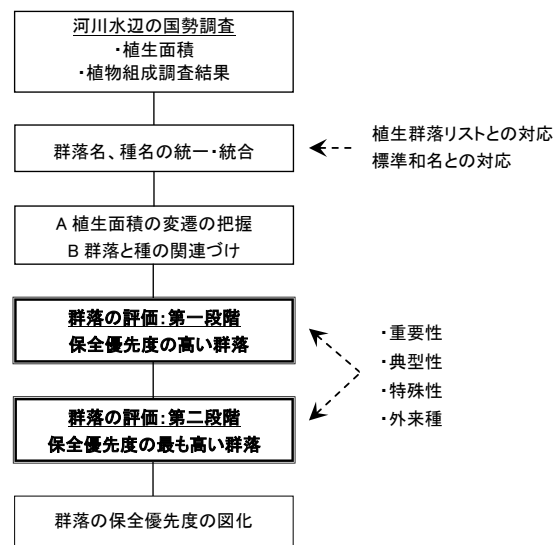 河川水辺の国勢調査
・植生面積
・植物組成調査結果
群落名、種名の統一・統合
植生群落リストとの対応
標準和名との対応
A 植生面積の変遷の把握
B 群落と種の関連づけ
群落の評価：第一段階
保全優先度の高い群落
・重要性
・典型性
・特殊性
・外来種
群落の評価：第二段階
保全優先度の最も高い群落
群落の保全優先度の図化